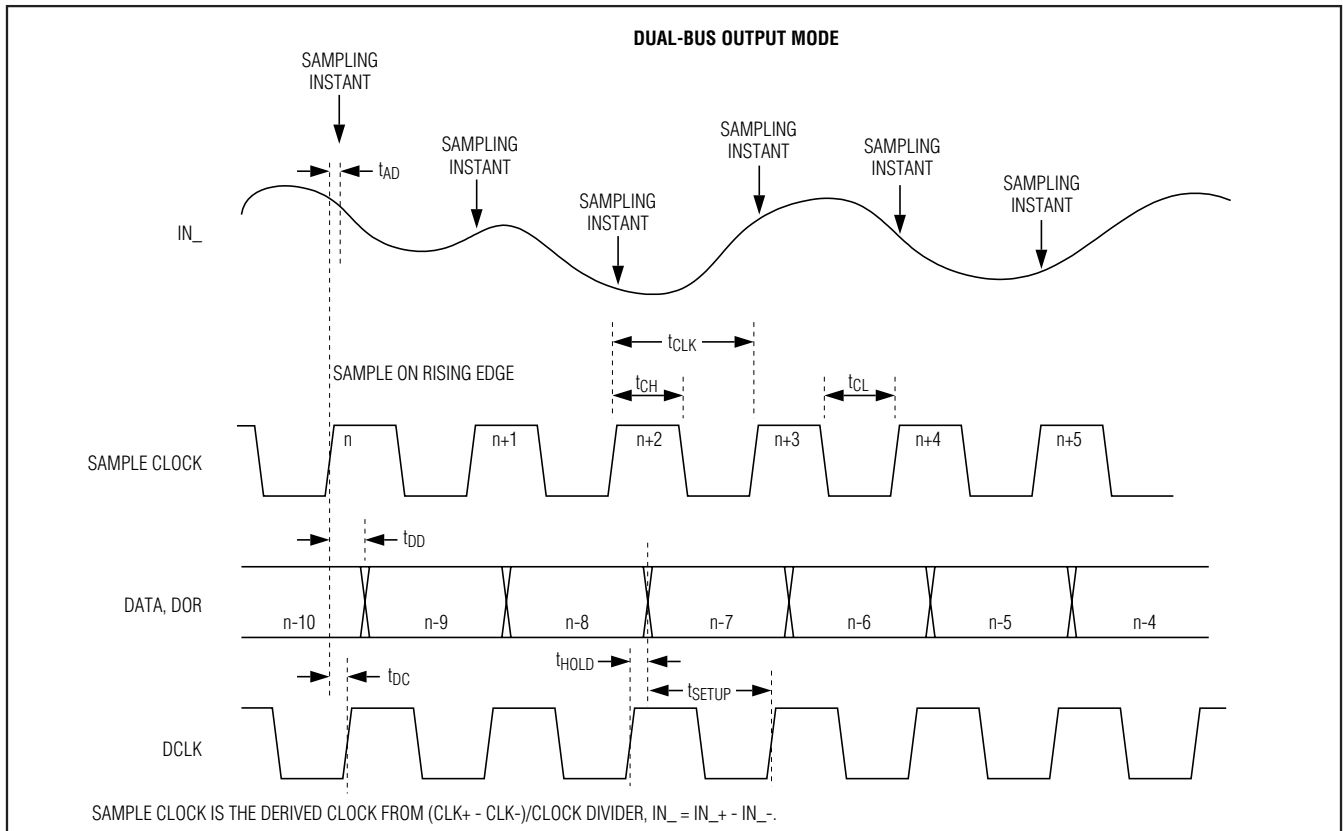 DUAL-BUS OUTPUT MODE
SAMPLING
INSTANT
tAD
SAMPLING
INSTANT
SAMPLING
INSTANT
SAMPLING
INSTANT
SAMPLING
INSTANT
SAMPLING
INSTANT
IN_
tCLK
SAMPLE ON RISING EDGE
tCH
tCL
SAMPLE CLOCK
n
n+1
n+2
n+3
n+4
n+5
tDD
DATA, DOR
n-10
n-9
n-8
n-7
n-6
n-5
n-4
tHOLD
tDC
tSETUP
DCLK
SAMPLE CLOCK IS THE DERIVED CLOCK FROM (CLK+ - CLK-)/CLOCK DIVIDER, IN_ = IN_+ - IN_-.